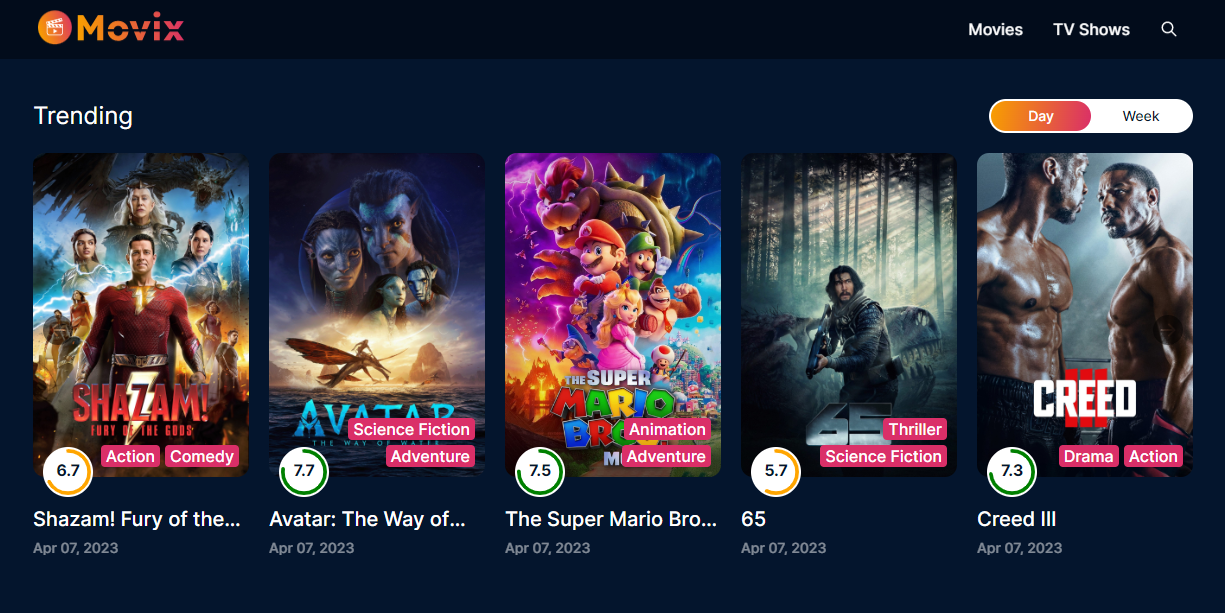 Movix
Movies
TV Shows
Trending
Day
Week
SHAZAM!
FURY OF THE GODS
Action
Comedy
6.7
Shazam! Fury of the...
Apr 07, 2023
AVATAR
THE WAY OF WATER
Science Fiction
Adventure
7.7
Avatar: The Way of...
Apr 07, 2023
THE SUPER
MARIO
Animation
Adventure
7.5
The Super Mario Bro...
Apr 07, 2023
65
Thriller
Science Fiction
5.7
65
Apr 07, 2023
III
CREED
Drama
Action
7.3
Creed III
Apr 07, 2023